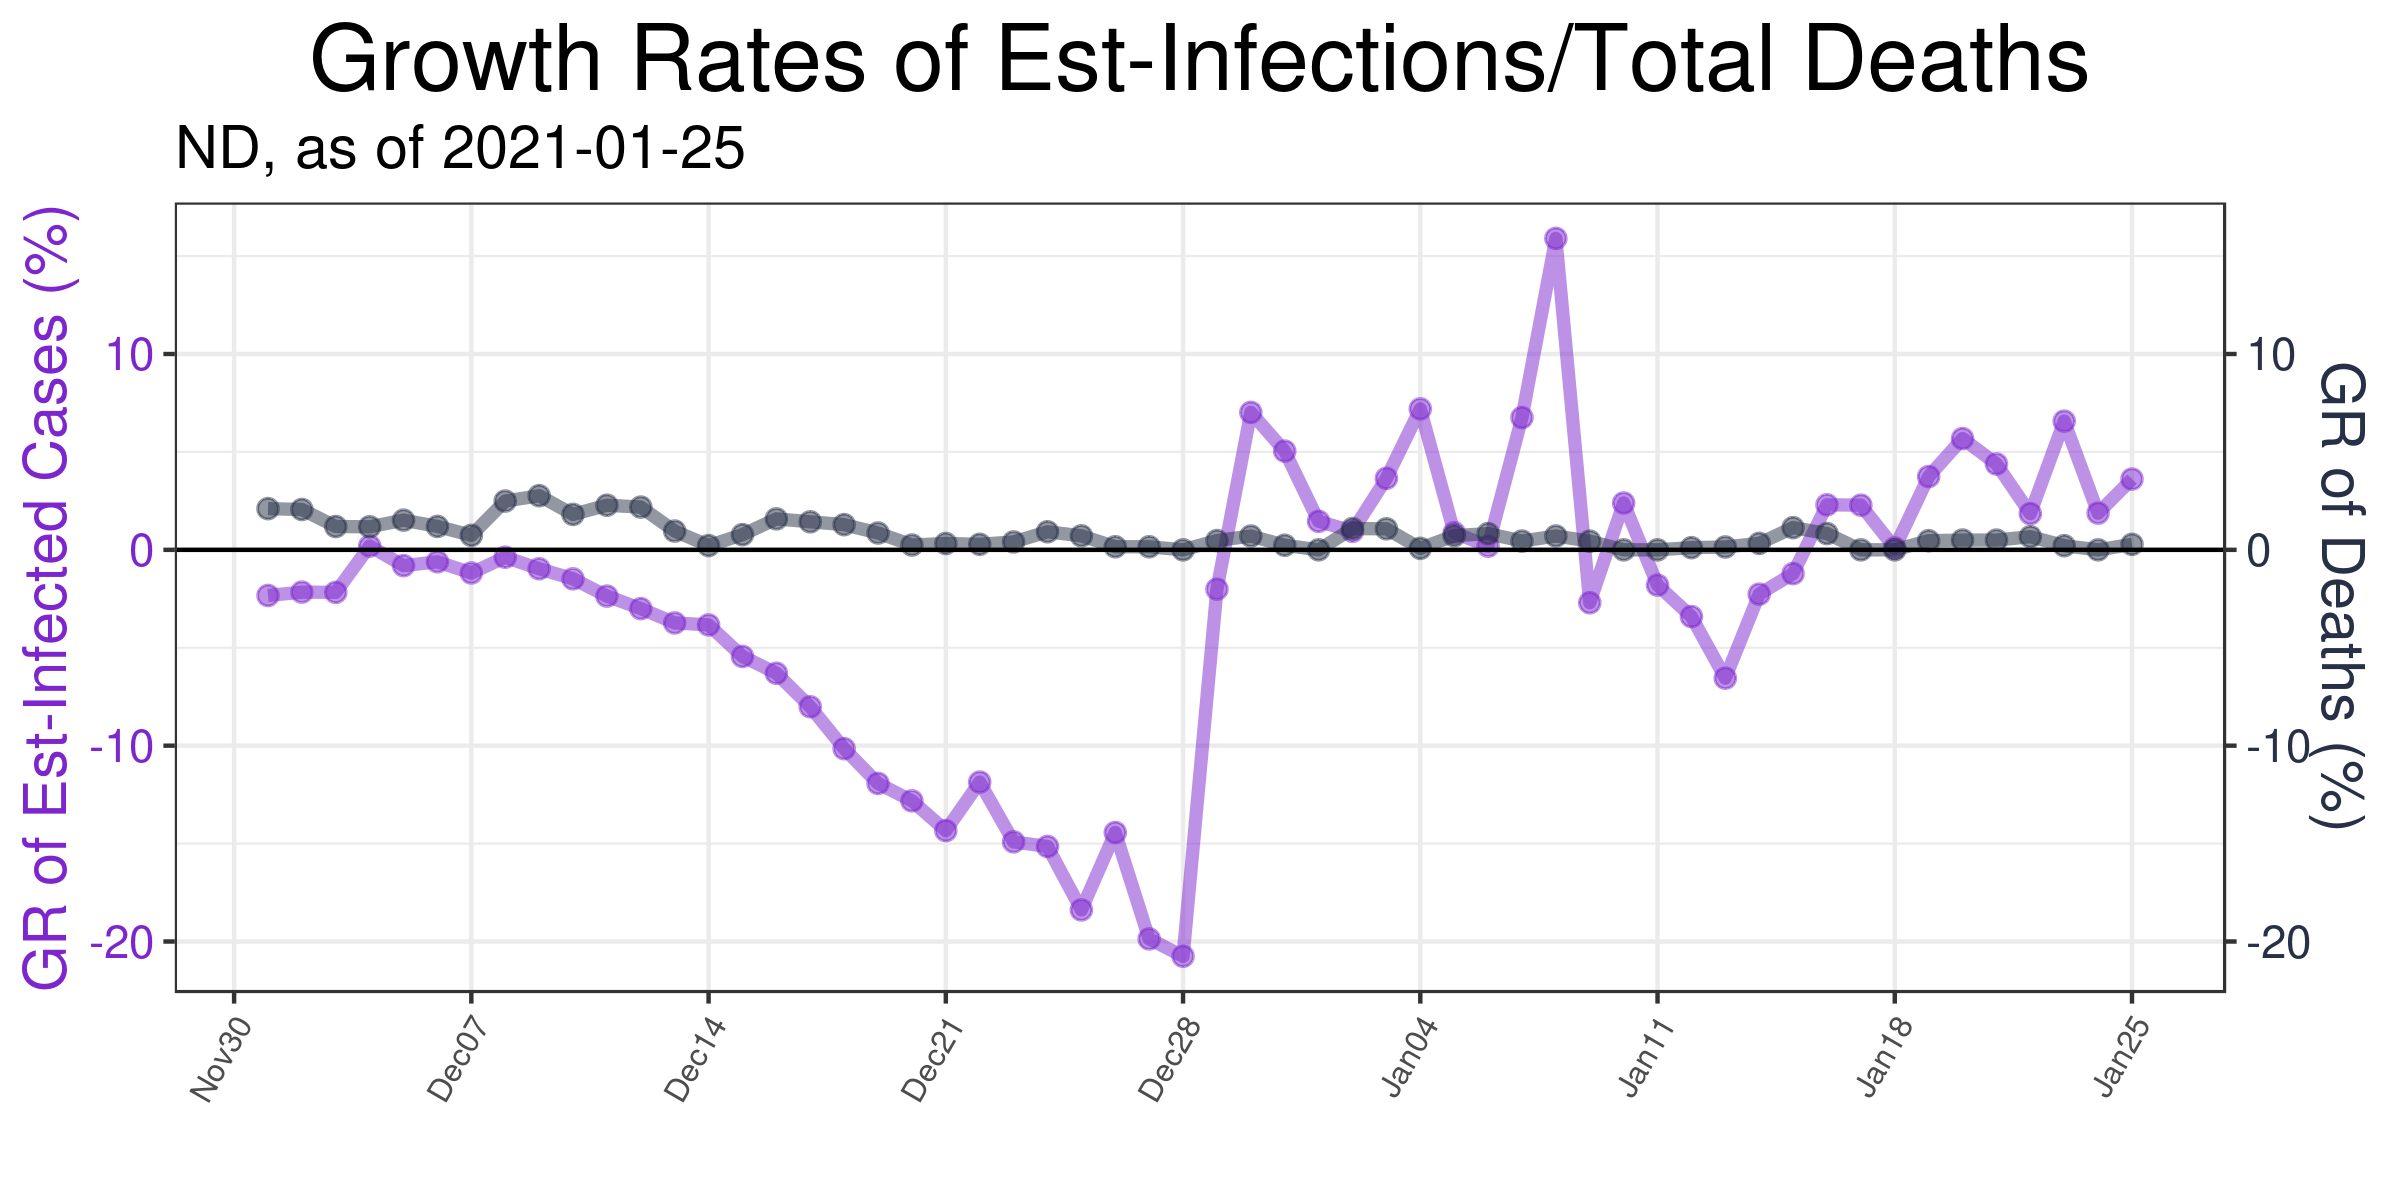 Growth Rates of Est-Infections/Total Deaths
ND, as of 2021-01-25
GR of Est-Infected Cases (%)
10
0
-10
-20
10
0
-10
-20
GR of Deaths (%)
Nov30
Dec07
Dec14
Dec21
Dec28
Jan04
Jan11
Jan18
Jan25